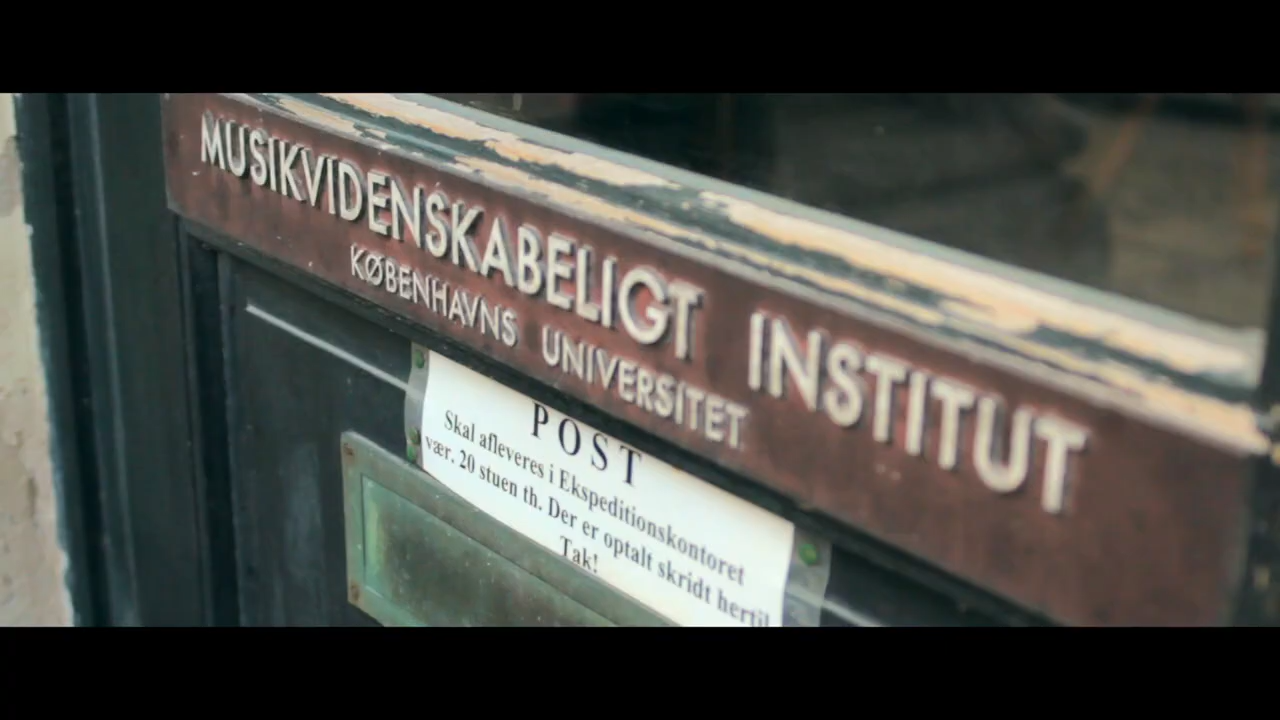 MUSIKVIDENSKABELIGT INSTITUT
KØBENHAVNS UNIVERSITET
POST
Skal afleveres i Ekspeditionskontoret
vær. 20 stuen th. Der er optalt skridt hertil
Tak!